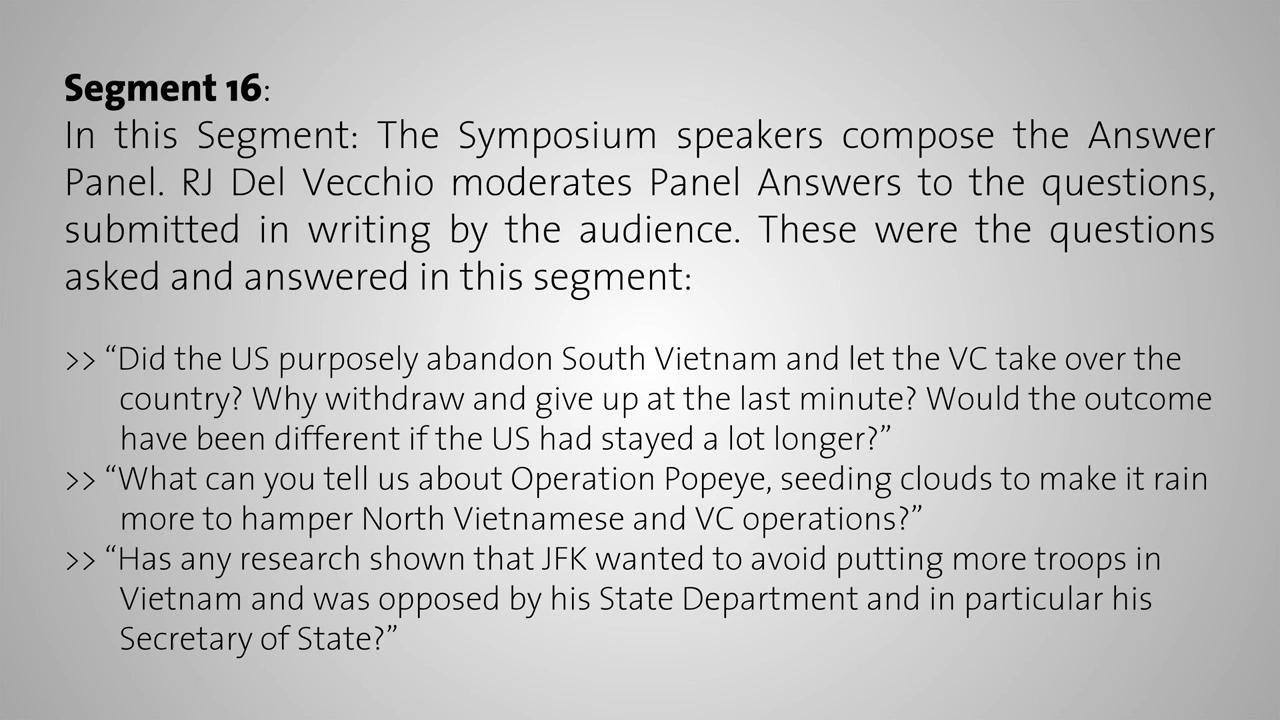 Segment 16:
In this Segment: The Symposium speakers compose the Answer
Panel. RJ Del Vecchio moderates Panel Answers to the questions,
submitted in writing by the audience. These were the questions
asked and answered in this segment:
>> “Did the US purposely abandon South Vietnam and let the VC take over the
country? Why withdraw and give up at the last minute? Would the outcome
have been different if the US had stayed a lot longer?”
>> “What can you tell us about Operation Popeye, seeding clouds to make it rain
more to hamper North Vietnamese and VC operations?”
>> “Has any research shown that JFK wanted to avoid putting more troops in
Vietnam and was opposed by his State Department and in particular his
Secretary of State?”